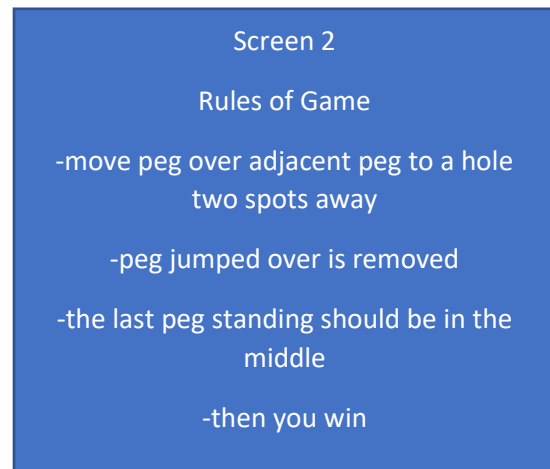 Screen 2
Rules of Game
-move peg over adjacent peg to a hole
two spots away
-peg jumped over is removed
-the last peg standing should be in the
middle
-then you win